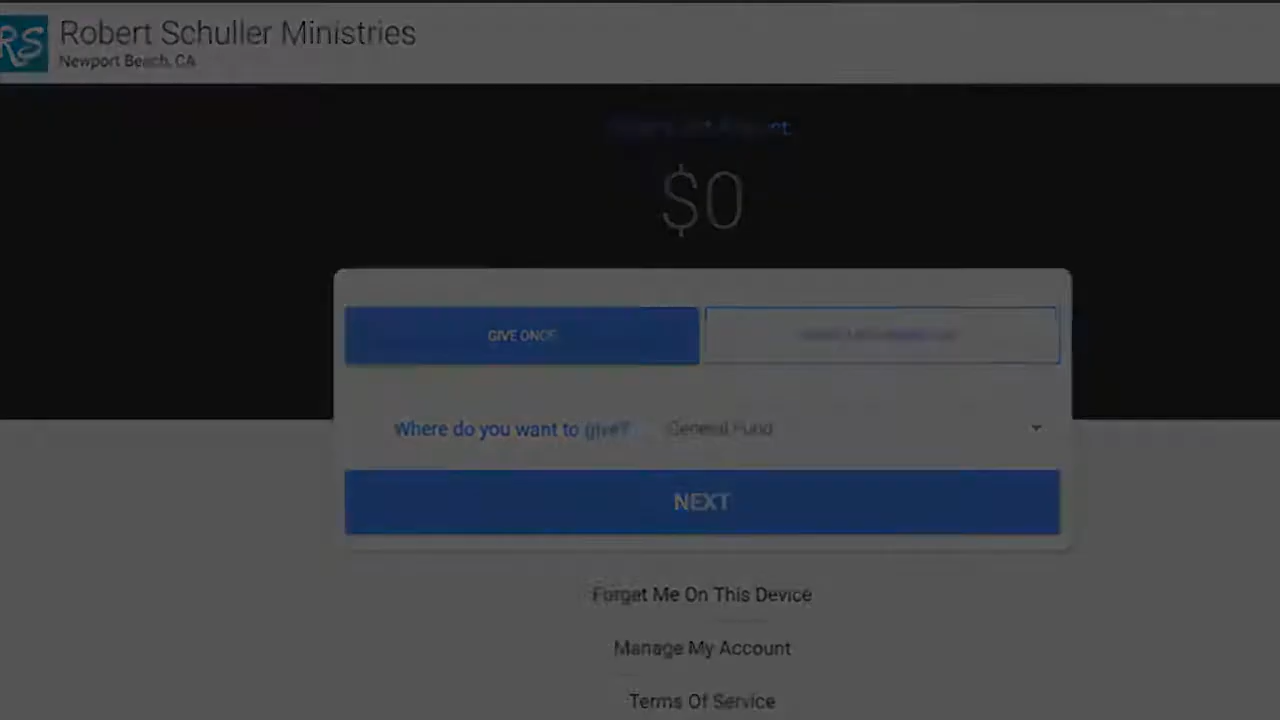 RS
Robert Schuller Ministries
Newport Beach, CA
$0
GIVE ONCE
Where do you want to give?
General Fund
NEXT
Forget Me On This Device
Manage My Account
Terms Of Service